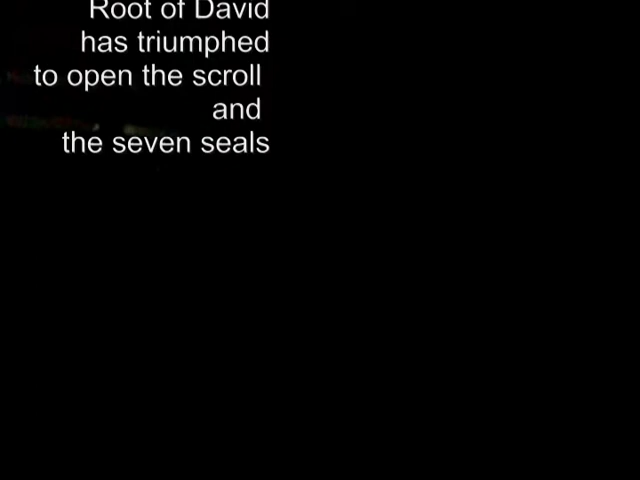 Root of David
has triumphed
to open the scroll
and
the seven seals